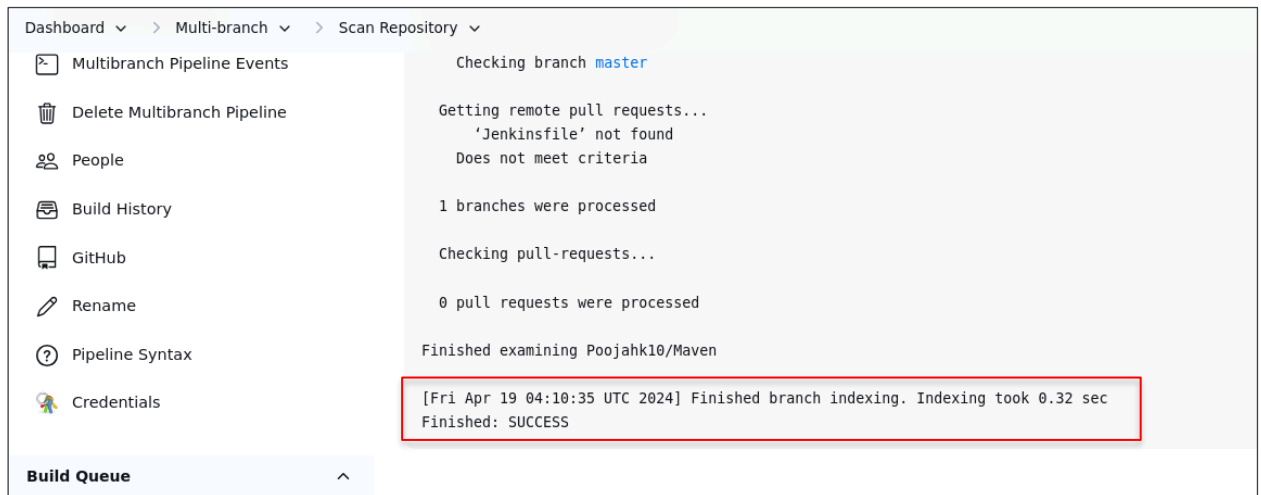 Dashboard > Multi-branch > Scan Repository
Multibranch Pipeline Events
Delete Multibranch Pipeline
People
Build History
GitHub
Rename
Pipeline Syntax
Credentials
Build Queue
Checking branch master
Getting remote pull requests...
‘Jenkinsfile’ not found
Does not meet criteria
1 branches were processed
Checking pull-requests...
0 pull requests were processed
Finished examining Poojahk10/Maven
[Fri Apr 19 04:10:35 UTC 2024] Finished branch indexing. Indexing took 0.32 sec
Finished: SUCCESS